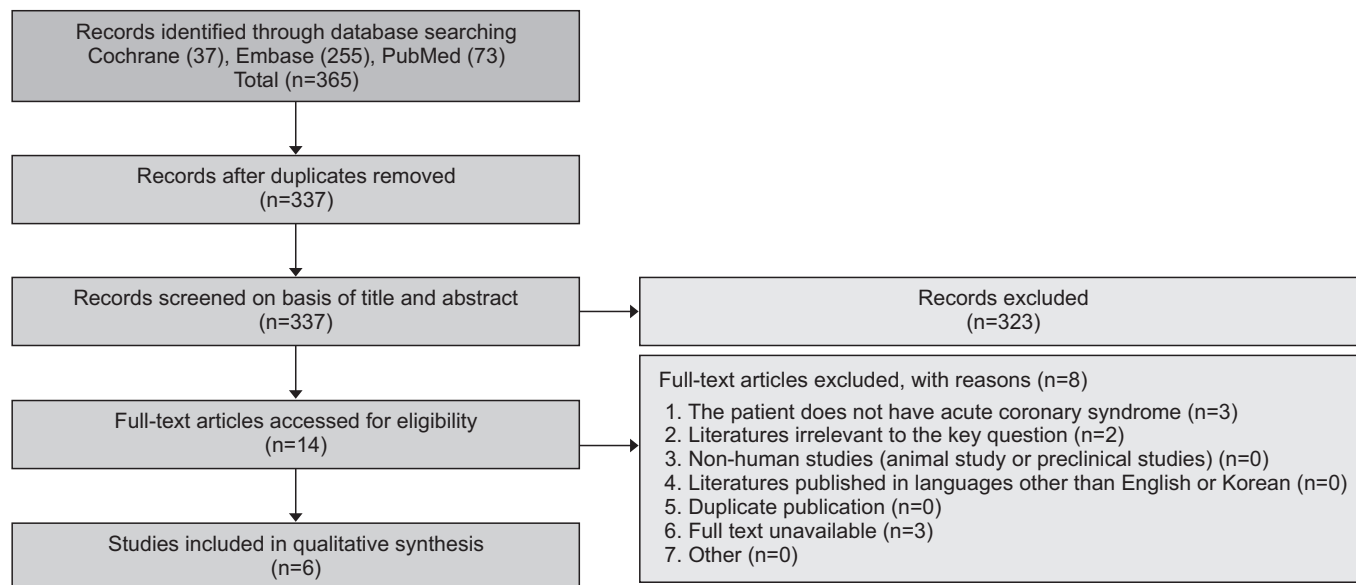 Records identified through database searching
Cochrane (37), Embase (255), PubMed (73)
Total (n=365)
Records after duplicates removed
(n=337)
Records screened on basis of title and abstract
(n=337)
Records excluded
(n=323)
Full-text articles accessed for eligibility
(n=14)
Full-text articles excluded, with reasons (n=8)
1. The patient does not have acute coronary syndrome (n=3)
2. Literatures irrelevant to the key question (n=2)
3. Non-human studies (animal study or preclinical studies) (n=0)
4. Literatures published in languages other than English or Korean (n=0)
5. Duplicate publication (n=0)
6. Full text unavailable (n=3)
7. Other (n=0)
Studies included in qualitative synthesis
(n=6)